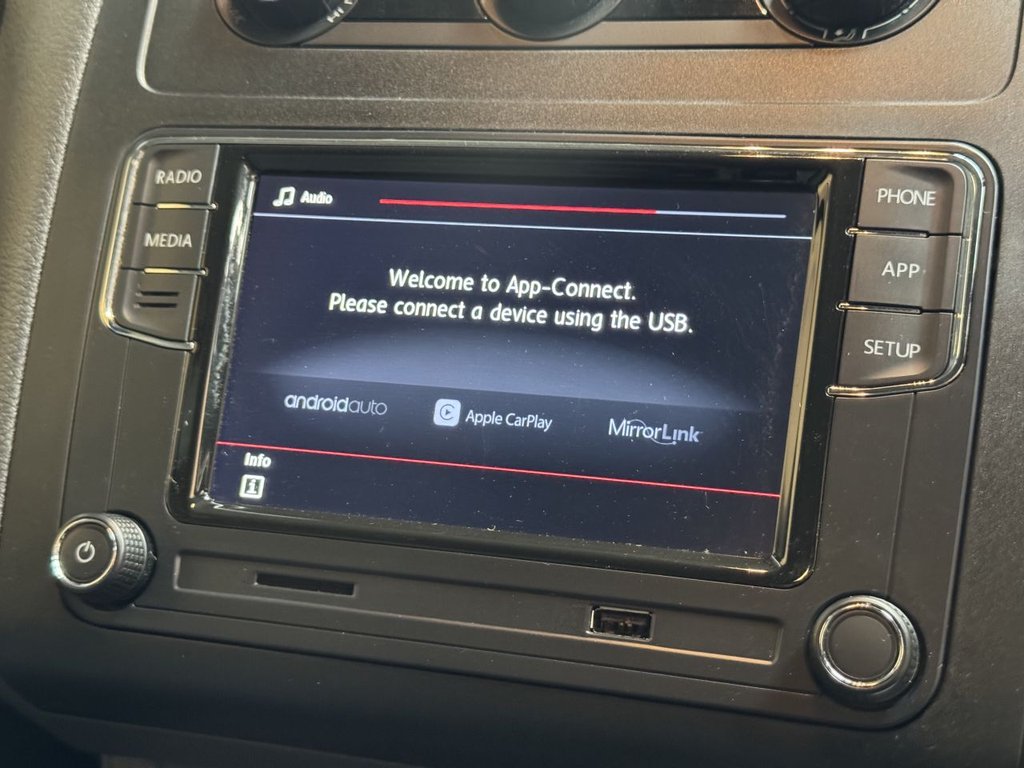 RADIO
MEDIA
Audio
Welcome to App-Connect.
Please connect a device using the USB.
androidauto
Apple CarPlay
MirrorLink
Info
PHONE
APP
SETUP